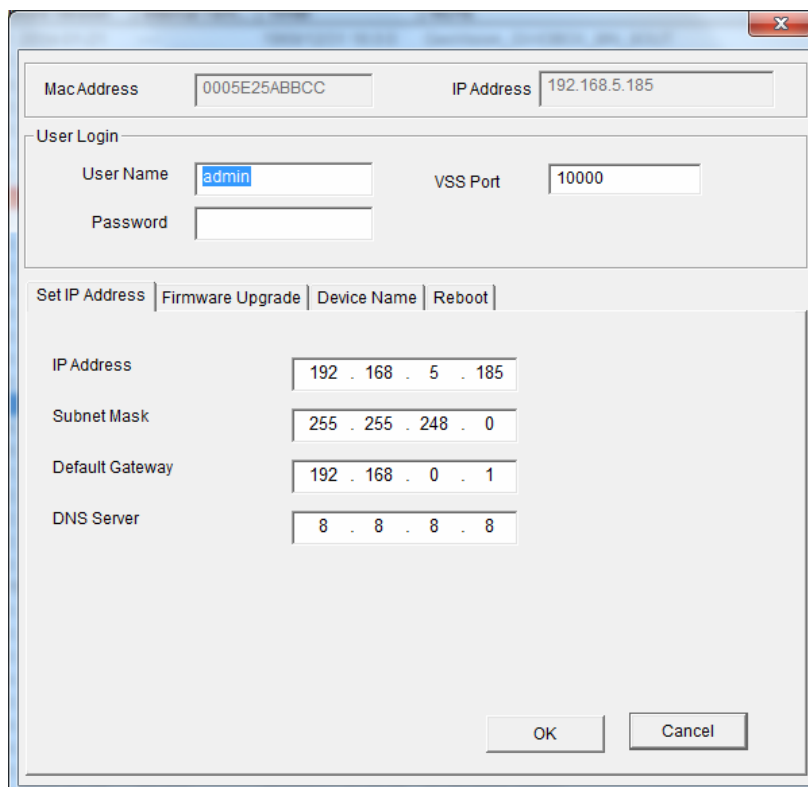 Mac Address 0005E25ABBCC IP Address 192.168.5.185
User Login
User Name admin VSS Port 10000
Password
Set IP Address Firmware Upgrade Device Name Reboot
IP Address 192 . 168 . 5 . 185
Subnet Mask 255 . 255 . 248 . 0
Default Gateway 192 . 168 . 0 . 1
DNS Server 8 . 8 . 8 . 8
OK Cancel